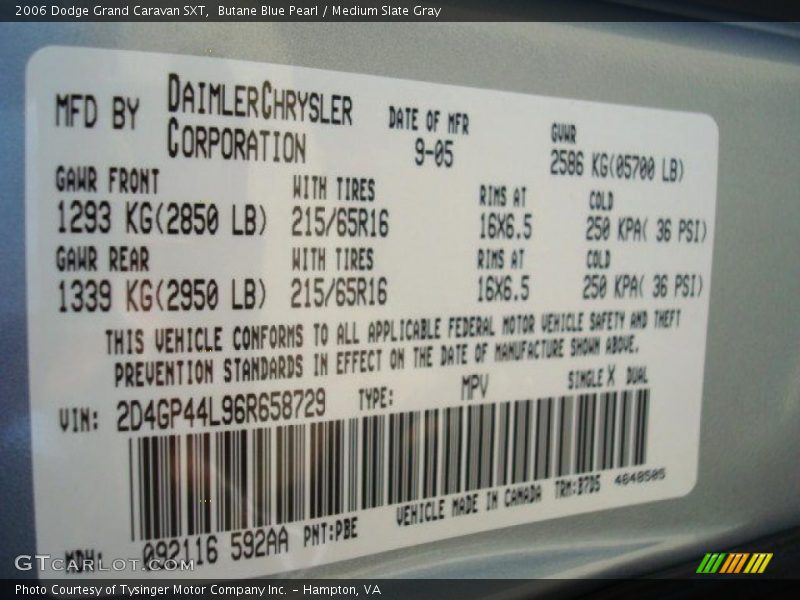 2006 Dodge Grand Caravan SXT, Butane Blue Pearl / Medium Slate Gray
MFD BY DAIMLERCHRYSLER CORPORATION
DATE OF MFR 9-05
GVWR 2586 KG(05700 LB)
GAWR FRONT WITH TIRES RIMS AT COLD
1293 KG(2850 LB) 215/65R16 16X6.5 250 KPA( 36 PSI)
GAWR REAR WITH TIRES RIMS AT COLD
1339 KG(2950 LB) 215/65R16 16X6.5 250 KPA( 36 PSI)
THIS VEHICLE CONFORMS TO ALL APPLICABLE FEDERAL MOTOR VEHICLE SAFETY AND THEFT
PREVENTION STANDARDS IN EFFECT ON THE DATE OF MANUFACTURE SHOWN ABOVE.
VIN: 2D4GP44L96R658729 TYPE: MPV SINGLE X DUAL
MDH: 092116 592AA PNT:PBE VEHICLE MADE IN CANADA TRM:B7D5 4648505
GTCARLOT.COM
Photo Courtesy of Tysinger Motor Company Inc. - Hampton, VA